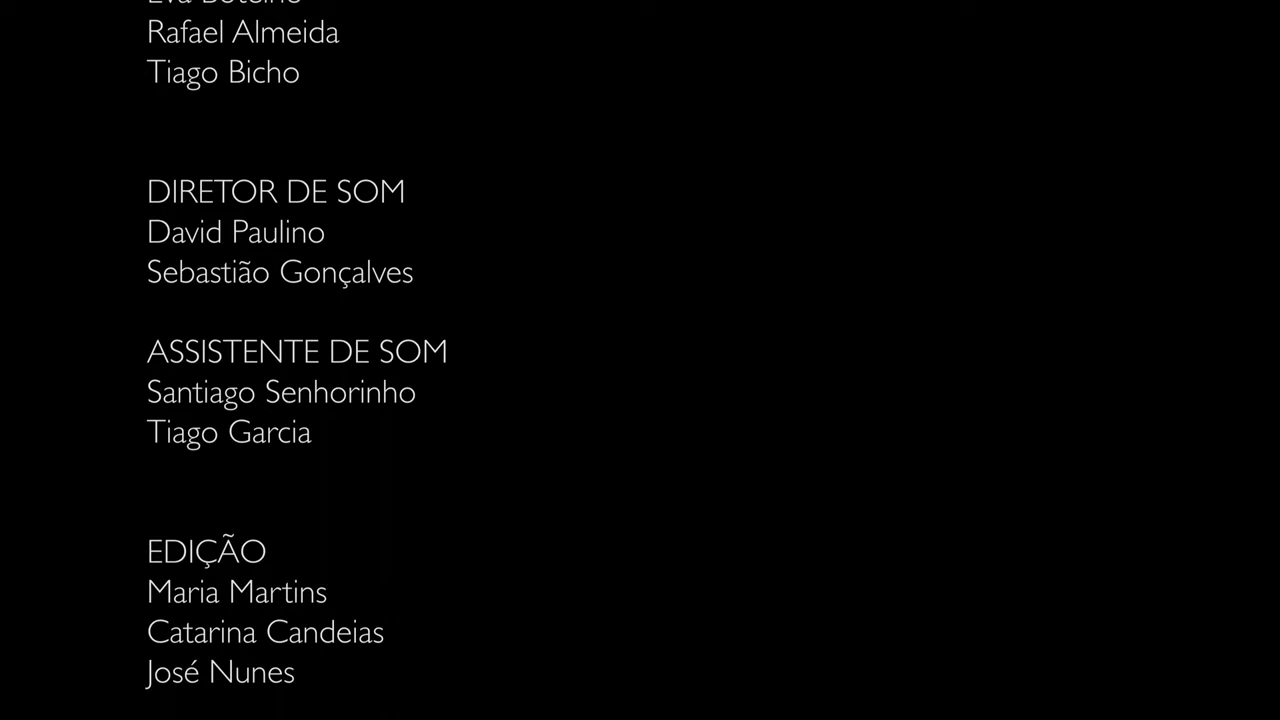 Rafael Almeida
Tiago Bicho
DIRETOR DE SOM
David Paulino
Sebastião Gonçalves
ASSISTENTE DE SOM
Santiago Senhorinho
Tiago Garcia
EDIÇÃO
Maria Martins
Catarina Candeias
José Nunes